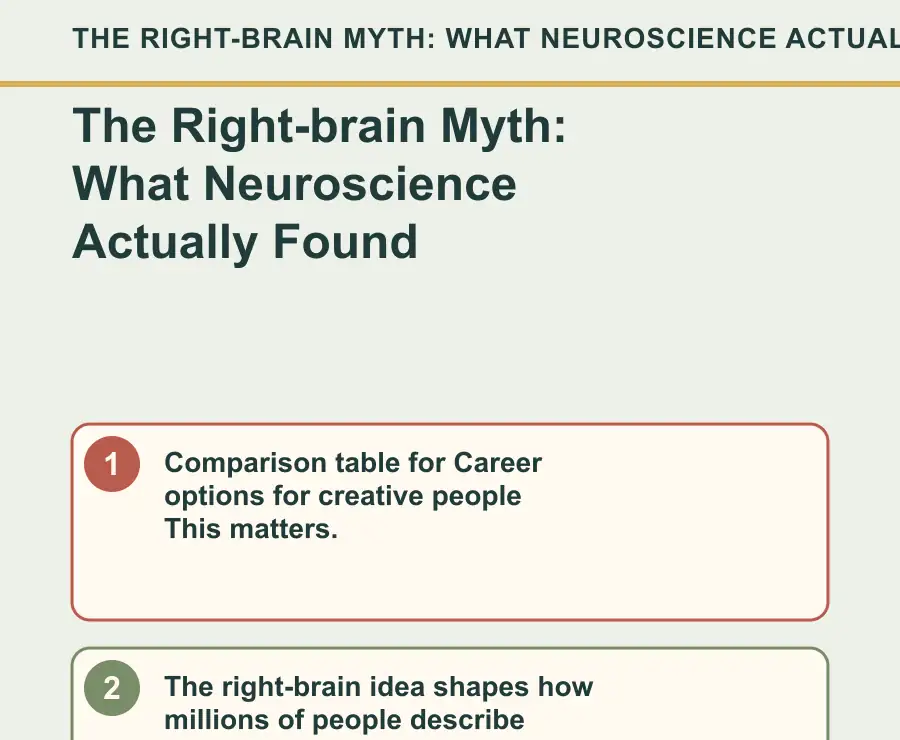 THE RIGHT-BRAIN MYTH: WHAT NEUROSCIENCE ACTUAL
The Right-brain Myth:
What Neuroscience
Actually Found
1
Comparison table for Career
options for creative people
This matters.
2
The right-brain idea shapes how
millions of people describe